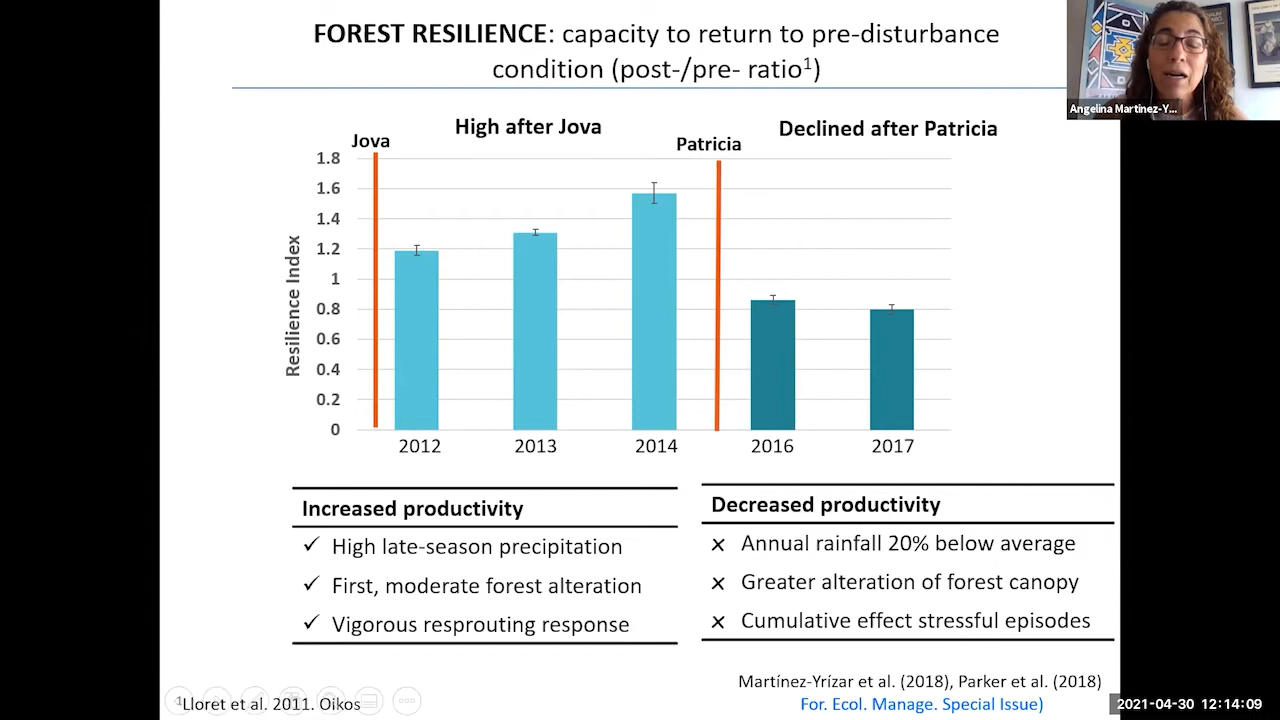 FOREST RESILIENCE: capacity to return to pre-disturbance
condition (post-/pre- ratio¹)
Angelina Martínez-Y...
High after Jova
Declined after Patricia
Jova
Patricia
1.8
1.6
1.4
1.2
1
0.8
0.6
0.4
0.2
0
Resilience Index
2012
2013
2014
2016
2017
Increased productivity
✓ High late-season precipitation
✓ First, moderate forest alteration
✓ Vigorous resprouting response
Decreased productivity
× Annual rainfall 20% below average
× Greater alteration of forest canopy
× Cumulative effect stressful episodes
Martínez-Yrízar et al. (2018), Parker et al. (2018)
For. Ecol. Manage. Special Issue)
¹Lloret et al. 2011. Oikos
2021-04-30 12:14:09